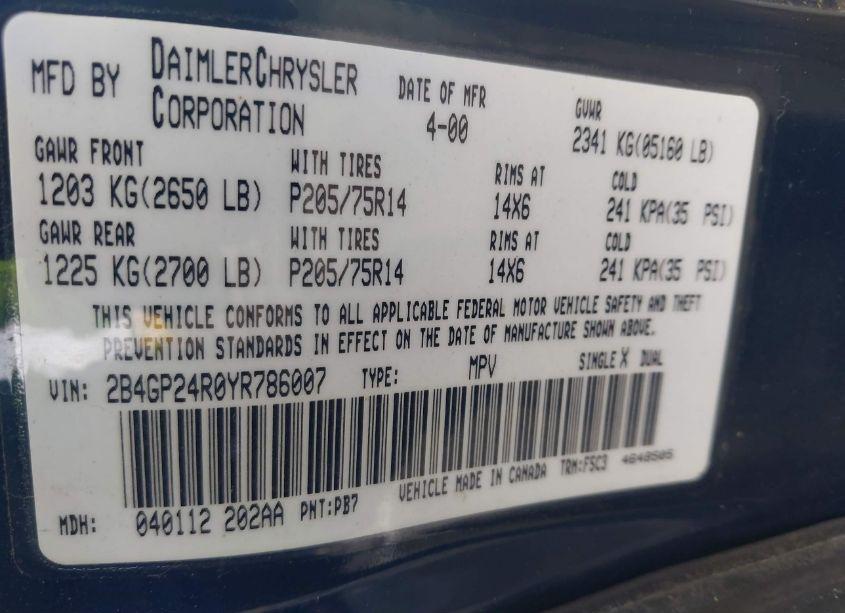 MFD BY DAIMLERCHRYSLER CORPORATION DATE OF MFR 4-00 GVWR 2341 KG(05160 LB)
GAWR FRONT WITH TIRES RIMS AT COLD
1203 KG(2650 LB) P205/75R14 14X6 241 KPA(35 PSI)
GAWR REAR WITH TIRES RIMS AT COLD
1225 KG(2700 LB) P205/75R14 14X6 241 KPA(35 PSI)
THIS VEHICLE CONFORMS TO ALL APPLICABLE FEDERAL MOTOR VEHICLE SAFETY AND THEFT
PREVENTION STANDARDS IN EFFECT ON THE DATE OF MANUFACTURE SHOWN ABOVE.
VIN: 2B4GP24R0YR786007 TYPE: MPV SINGLE X DUAL
MDH: 040112 202AA PNT:PB7 VEHICLE MADE IN CANADA TRM:F5C3 4648505